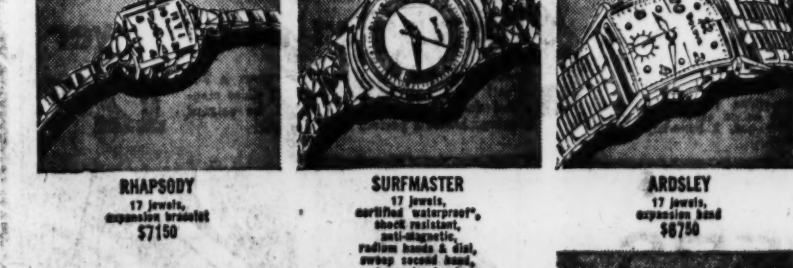 RHAPSODY
17 jewels,
expansion bracelet
$7150
SURFMASTER
17 jewels,
certified waterproof*,
shock resistant,
anti-magnetic,
radium hands & dial,
sweep second hand,
ARDSLEY
17 jewels,
expansion band
$6750